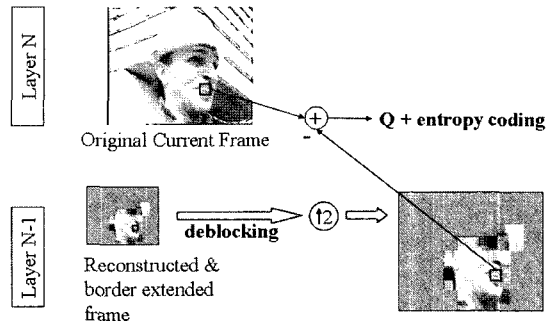 Layer N
Original Current Frame
+
-
Q + entropy coding
Layer N-1
deblocking
↑2
Reconstructed &
border extended
frame